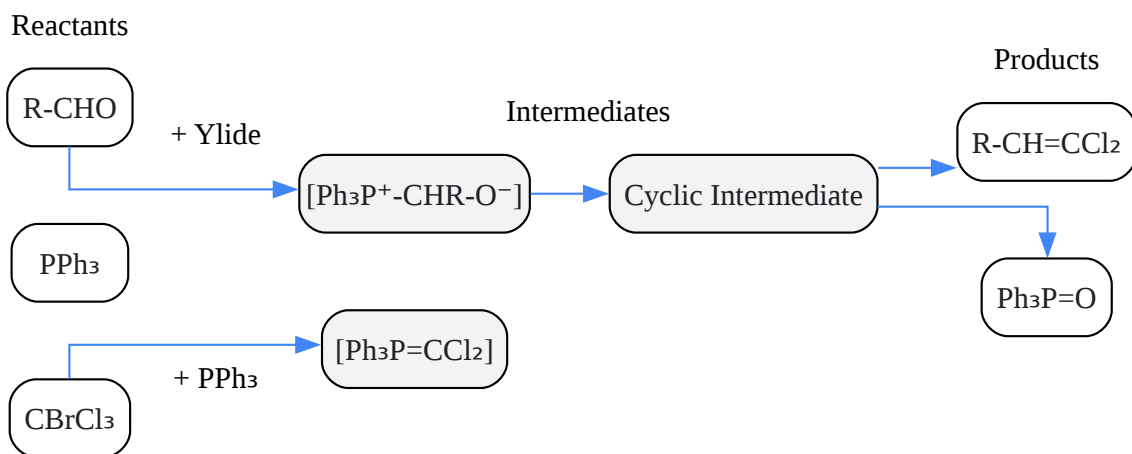 Reactants
R-CHO
+ Ylide
PPh₃
CBrCl₃
+ PPh₃
Intermediates
[Ph₃P⁺-CHR-O⁻]
Cyclic Intermediate
[Ph₃P=CCl₂]
Products
R-CH=CCl₂
Ph₃P=O